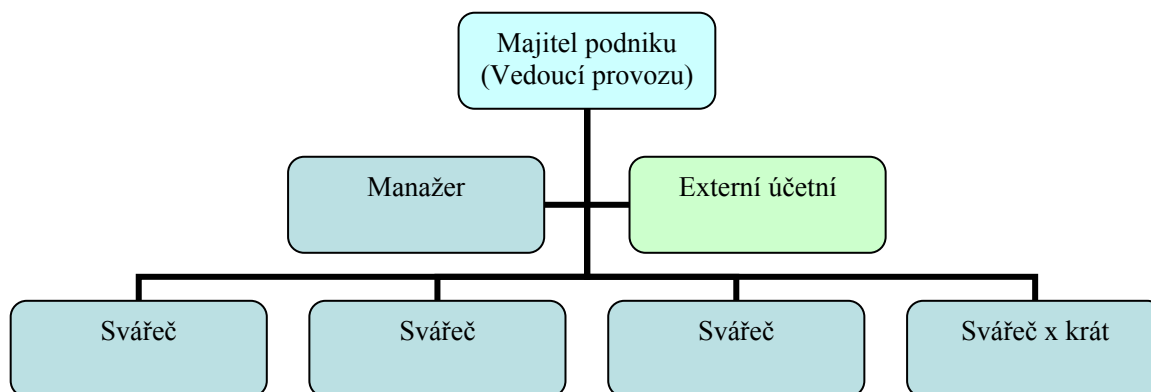 Majitel podniku
(Vedoucí provozu)
Manažer
Externí účetní
Svářeč
Svářeč
Svářeč
Svářeč x krát